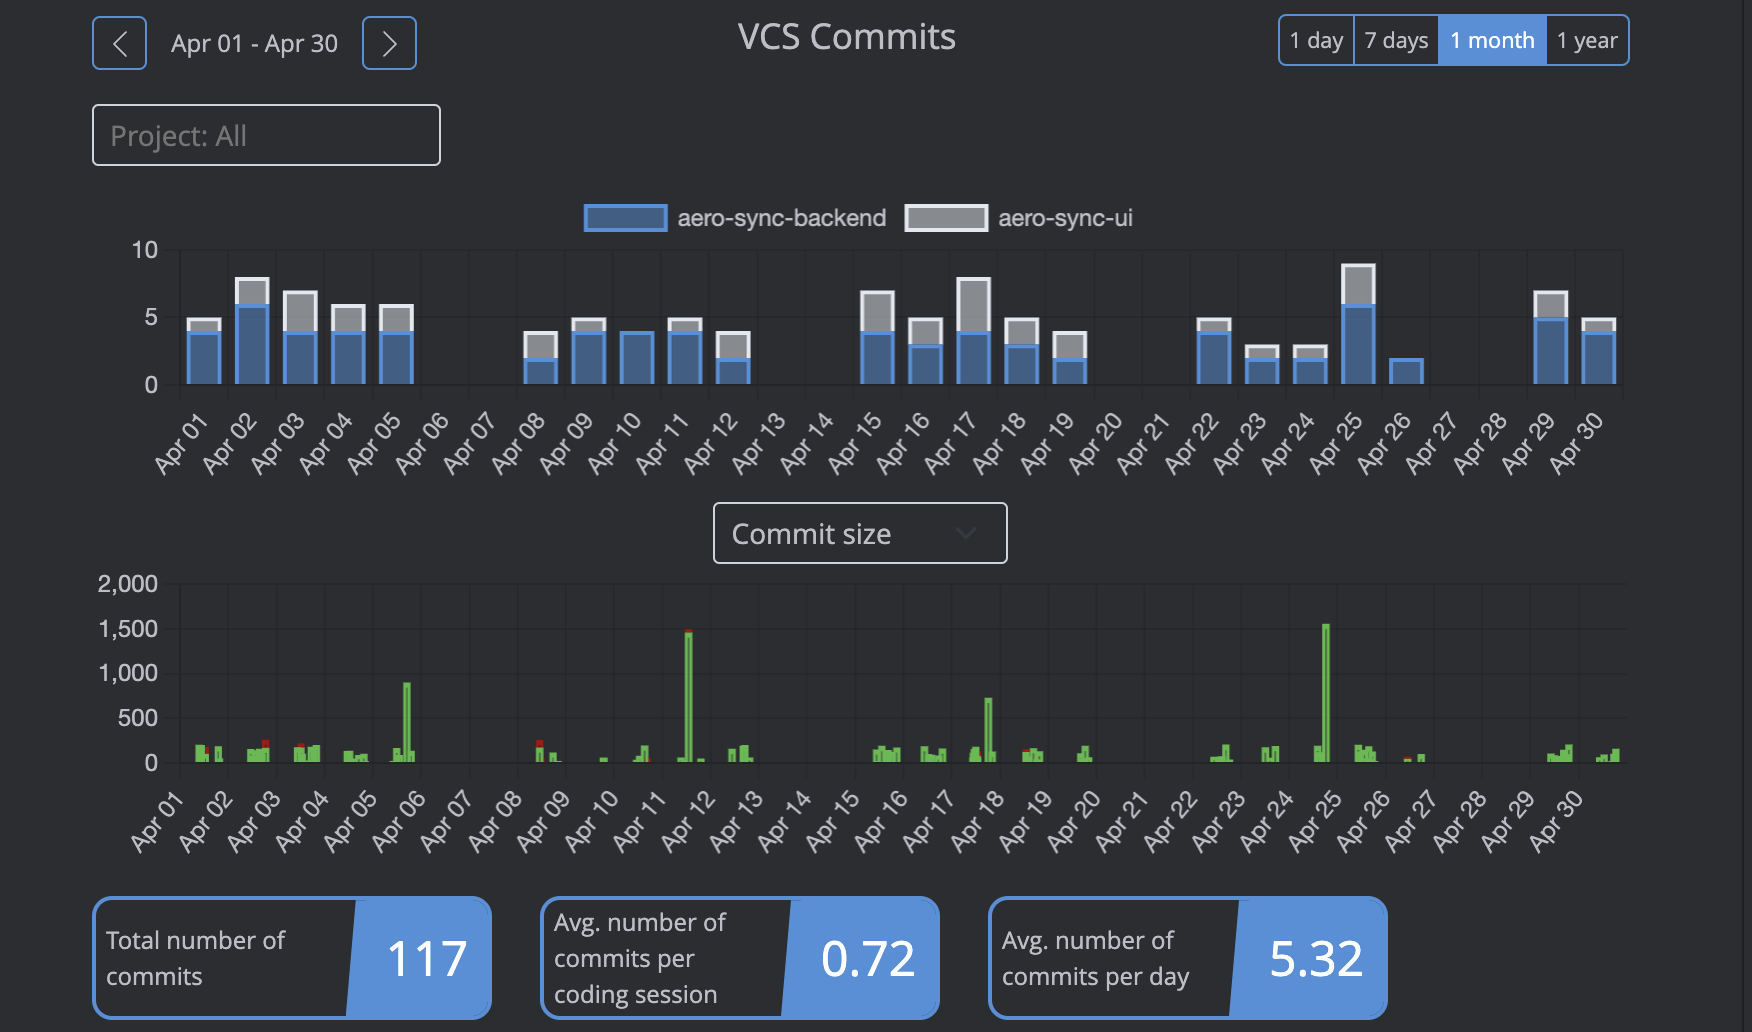 Apr 01 - Apr 30
VCS Commits
1 day 7 days 1 month 1 year
Project: All
aero-sync-backend aero-sync-ui
10
5
0
Apr 01 Apr 02 Apr 03 Apr 04 Apr 05 Apr 06 Apr 07 Apr 08 Apr 09 Apr 10 Apr 11 Apr 12 Apr 13 Apr 14 Apr 15 Apr 16 Apr 17 Apr 18 Apr 19 Apr 20 Apr 21 Apr 22 Apr 23 Apr 24 Apr 25 Apr 26 Apr 27 Apr 28 Apr 29 Apr 30
Commit size
2,000
1,500
1,000
500
0
Apr 01 Apr 02 Apr 03 Apr 04 Apr 05 Apr 06 Apr 07 Apr 08 Apr 09 Apr 10 Apr 11 Apr 12 Apr 13 Apr 14 Apr 15 Apr 16 Apr 17 Apr 18 Apr 19 Apr 20 Apr 21 Apr 22 Apr 23 Apr 24 Apr 25 Apr 26 Apr 27 Apr 28 Apr 29 Apr 30
Total number of
commits
117
Avg. number of
commits per
coding session
0.72
Avg. number of
commits per day
5.32